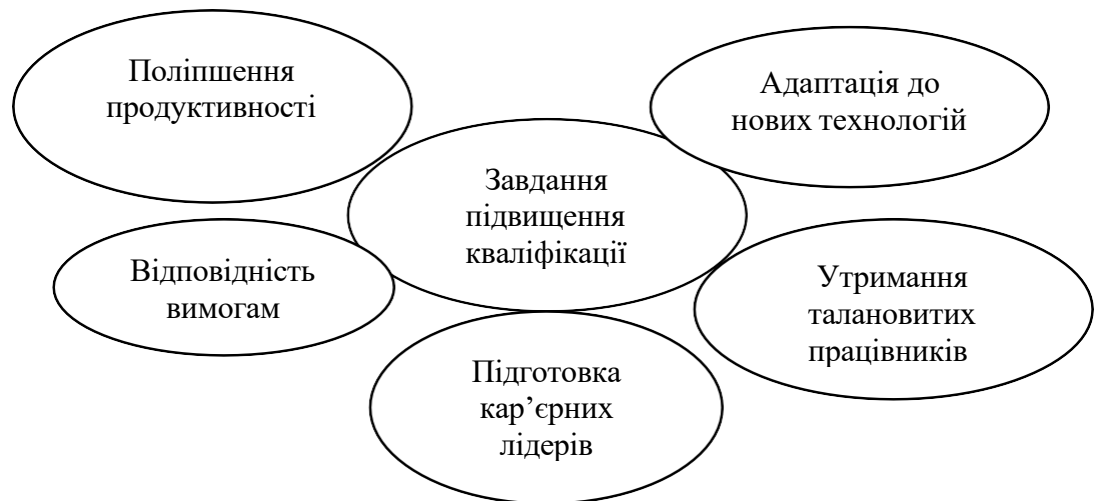 Поліпшення
продуктивності
Адаптація до
нових технологій
Завдання
підвищення
кваліфікації
Відповідність
вимогам
Утримання
талановитих
працівників
Підготовка
кар’єрних
лідерів